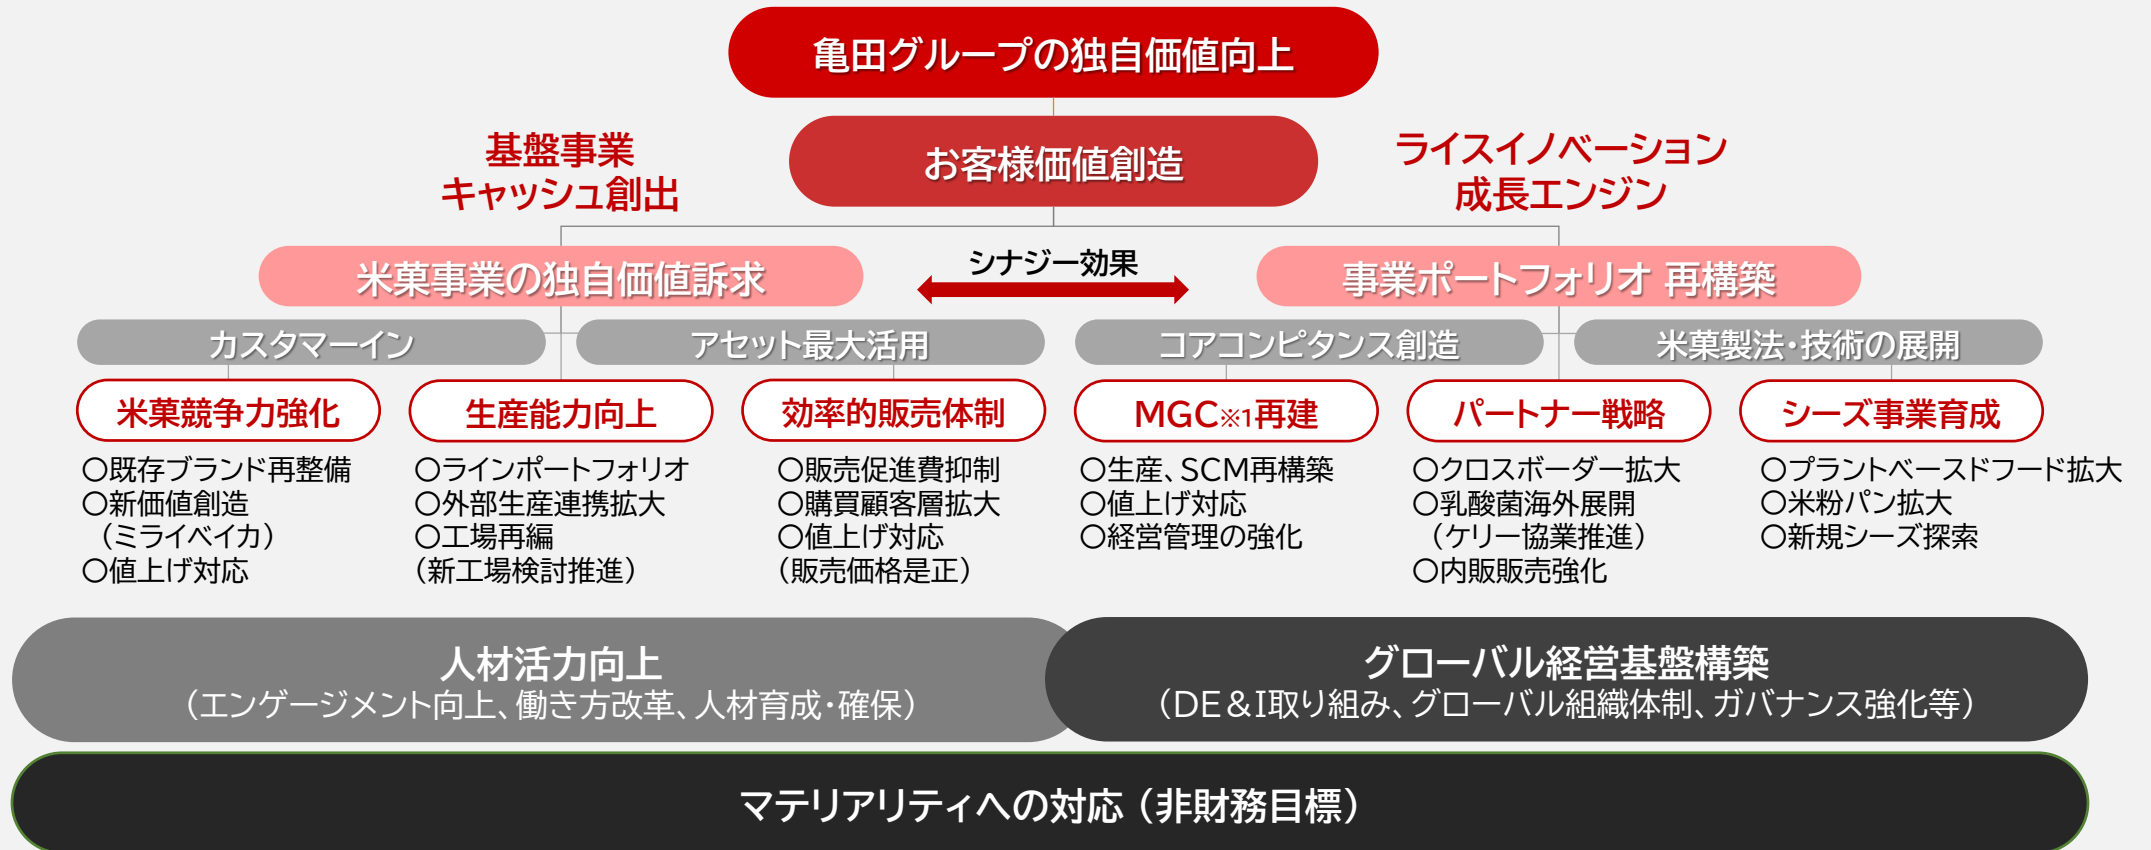 亀田グループの独自価値向上
お客様価値創造
基盤事業
キャッシュ創出
ライスイノベーション
成長エンジン
米菓事業の独自価値訴求
シナジー効果
事業ポートフォリオ 再構築
カスタマーイン
アセット最大活用
コアコンピタンス創造
米菓製法・技術の展開
米菓競争力強化
〇既存ブランド再整備
〇新価値創造
（ミライベイカ）
〇値上げ対応
生産能力向上
〇ラインポートフォリオ
〇外部生産連携拡大
〇工場再編
（新工場検討推進）
効率的販売体制
〇販売促進費抑制
〇購買顧客層拡大
〇値上げ対応
（販売価格是正）
MGC※1再建
〇生産、SCM再構築
〇値上げ対応
〇経営管理の強化
パートナー戦略
〇クロスボーダー拡大
〇乳酸菌海外展開
（ケリー協業推進）
〇内販販売強化
シーズ事業育成
〇プラントベースドフード拡大
〇米粉パン拡大
〇新規シーズ探索
人材活力向上
（エンゲージメント向上、働き方改革、人材育成・確保）
グローバル経営基盤構築
（DE＆I取り組み、グローバル組織体制、ガバナンス強化等）
マテリアリティへの対応（非財務目標）